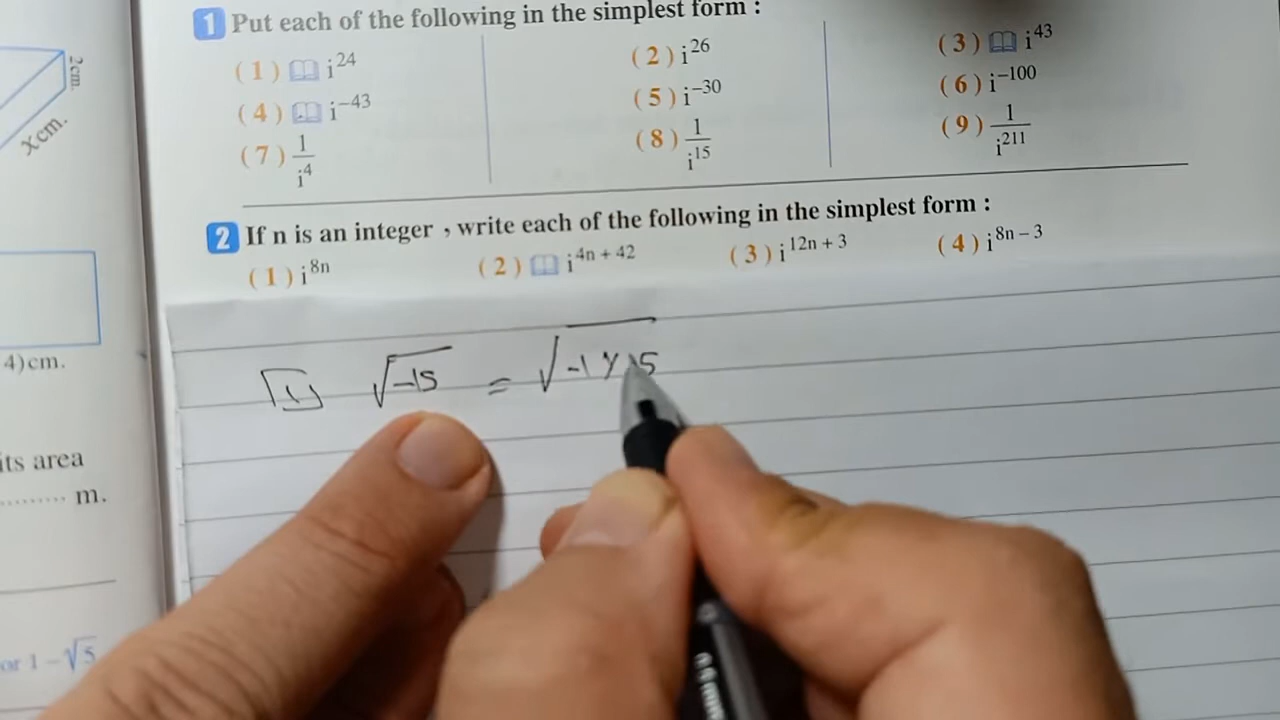 1 Put each of the following in the simplest form :
(1) i^24
(2) i^26
(3) i^43
(4) i^-43
(5) i^-30
(6) i^-100
(7) 1/i^4
(8) 1/i^15
(9) 1/i^211
2 If n is an integer , write each of the following in the simplest form :
(1) i^8n (2) i^4n + 42 (3) i^12n + 3 (4) i^8n – 3
√-15 = √-1 × 15
2cm.
X cm.
4)cm.
its area
......... m.
or 1 – √5